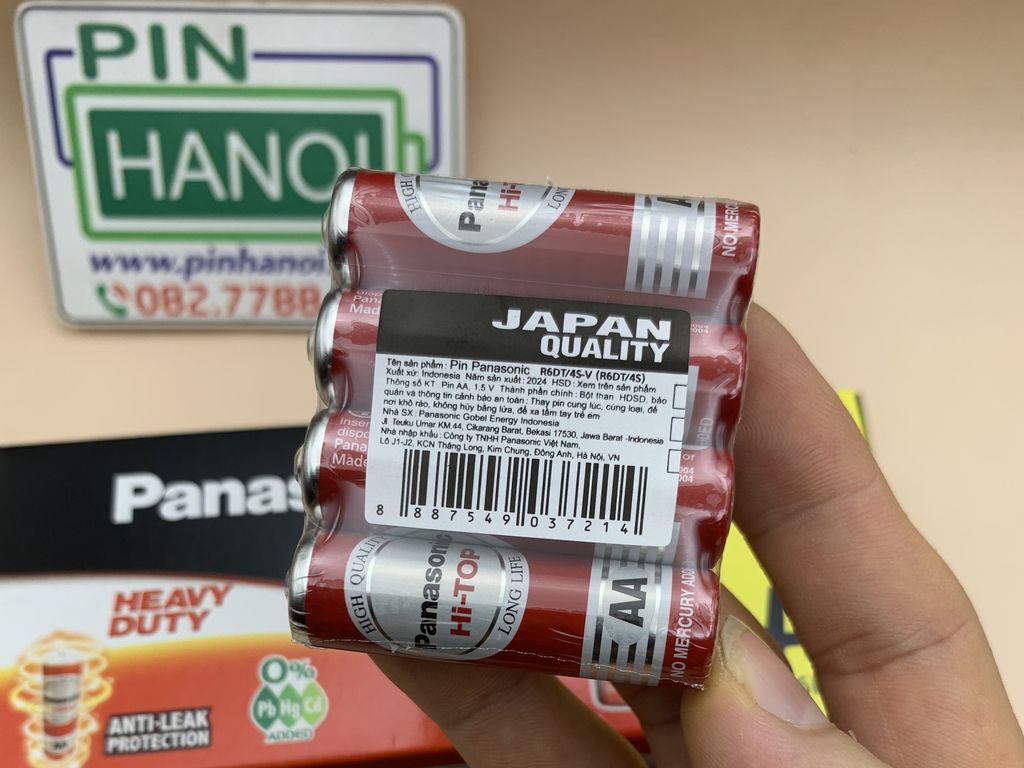 PIN
HANOI
www.pinhanoi.
082.7788
HIGH
LONG
Hi-TOP
NO MERC
Made
JAPAN
QUALITY
Tên sản phẩm : Pin Panasonic R6DT/4S-V (R6DT/4S)
Xuất xứ: Indonesia Năm sản xuất : 2024 HSD : Xem trên sản phẩm
Thông số KT Pin AA, 1.5 V Thành phần chính : Bột than HDSD, bảo
quản và thông tin cảnh báo an toàn : Thay pin cùng lúc, cùng loại, để
nơi khô ráo, không hủy bằng lửa, để xa tầm tay trẻ em
Nhà SX : Panasonic Gobel Energy Indonesia
Jl. Teuku Umar KM.44, Cikarang Barat, Bekasi 17530, Jawa Barat -Indonesia
Nhà nhập khẩu : Công ty TNHH Panasonic Việt Nam,
Lô J1-J2, KCN Thăng Long, Kim Chung, Đông Anh, Hà Nội, VN
8 887549 037214
Made
HIGH QUALITY
Panasonic
Hi-TOP
LONG LIFE
AA
NO MERCURY ADDED
Panas
HEAVY
DUTY
ANTI-LEAK
PROTECTION
0%
Pb Hg Cd
ADDED